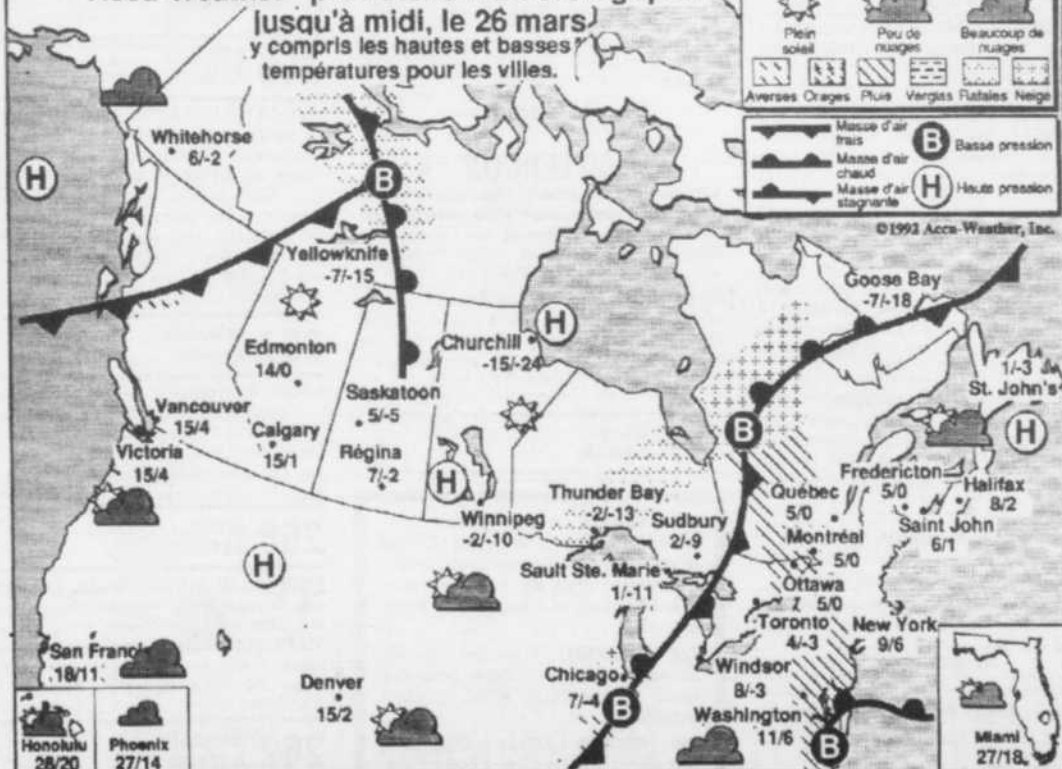 Jusqu'à midi, le 26 mars
y compris les hautes et basses
températures pour les villes.
Plein soleil
Peu de nuages
Beaucoup de nuages
Averses Orages Pluie Verglas Rafales Neige
Masse d'air frais
Masse d'air chaud
Masse d'air stagnante
B Basse pression
H Haute pression
©1992 Accu-Weather, Inc.
Whitehorse
6/-2
H
B
Yellowknife
-7/-15
Goose Bay
-7/-18
Edmonton
14/0
Churchill
-15/-24
H
1/-3
St. John's
Saskatoon
5/-5
Vancouver
15/4
Calgary
15/1
Victoria
15/4
Régina
7/-2
H
B
H
Fredericton
5/0
Halifax
8/2
Québec
5/0
Saint John
6/1
Thunder Bay
-2/-13
Winnipeg
-2/-10
Sudbury
2/-9
Montréal
5/0
H
Sault Ste. Marie
1/-11
Ottawa
5/0
Toronto
4/-3
New York
9/6
San Francis
18/11
Chicago
7/-4
Windsor
8/-3
Denver
15/2
B
Washington
11/6
B
Honolulu
28/20
Phoenix
27/14
Miami
27/18